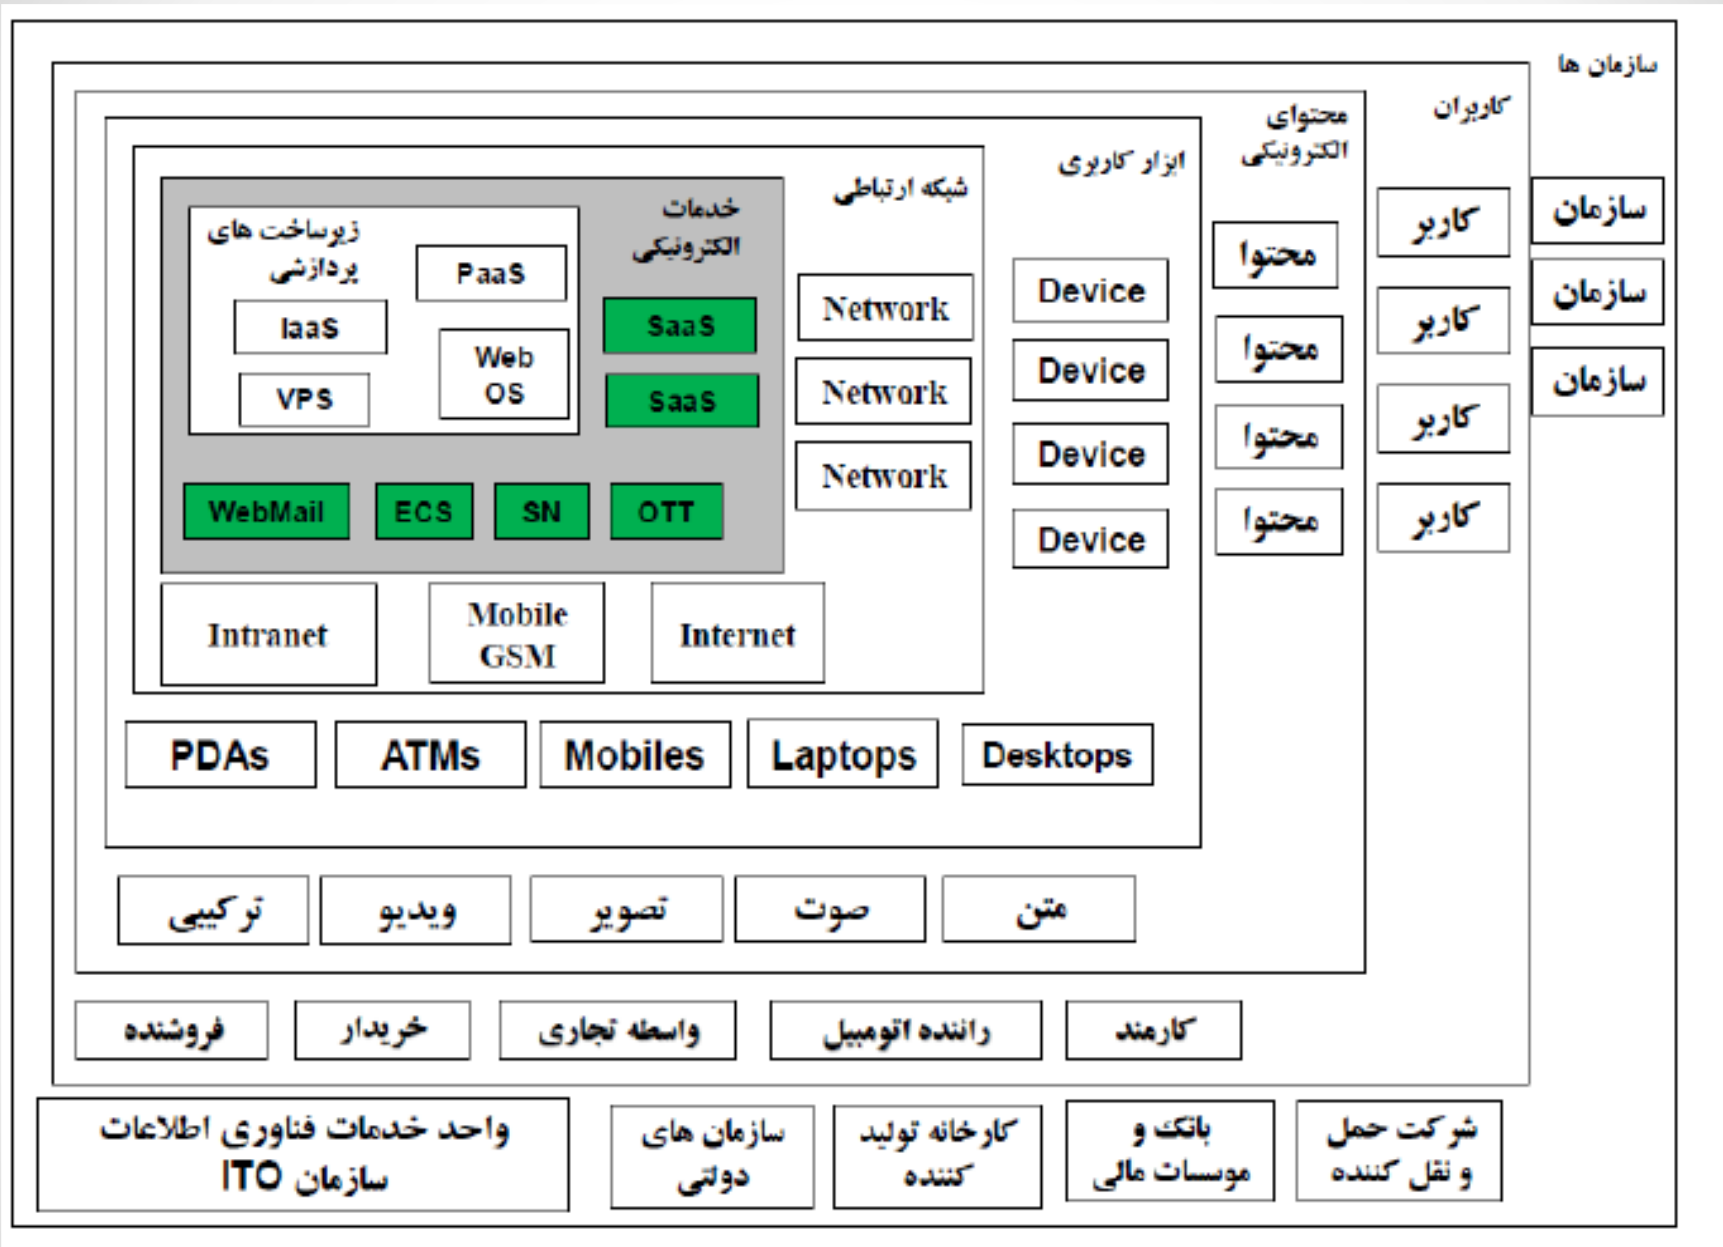 سازمان ها
کاربران
محتوای
الکترونیکی
ابزار کاربری
شبکه ارتباطی
خدمات
الکترونیکی
زیرساخت های
پردازشی
PaaS
IaaS
Web
OS
VPS
SaaS
SaaS
WebMail
ECS
SN
OTT
Network
Network
Network
Intranet
Mobile
GSM
Internet
Device
Device
Device
Device
PDAs
ATMs
Mobiles
Laptops
Desktops
محتوا
محتوا
محتوا
محتوا
ترکیبی
ویدیو
تصویر
صوت
متن
کاربر
کاربر
کاربر
کاربر
فروشنده
خریدار
واسطه تجاری
راننده اتومبیل
کارمند
سازمان
سازمان
سازمان
واحد خدمات فناوری اطلاعات
سازمان ITO
سازمان های
دولتی
کارخانه تولید
کننده
بانک و
موسسات مالی
شرکت حمل
و نقل کننده